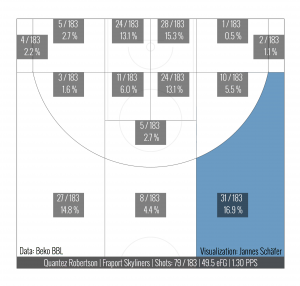 5 / 183
2.7 %
24 / 183
13.1 %
28 / 183
15.3 %
1 / 183
0.5 %
4 / 183
2.2 %
2 / 183
1.1 %
3 / 183
1.6 %
11 / 183
6.0 %
24 / 183
13.1 %
10 / 183
5.5 %
5 / 183
2.7 %
27 / 183
14.8 %
8 / 183
4.4 %
31 / 183
16.9 %
Data: Beko BBL
Visualization: Jannes Schäfer
Quantez Robertson | Fraport Skyliners | Shots: 79 / 183 | 49.5 eFG | 1.30 PPS